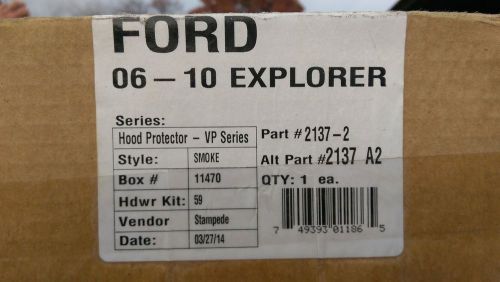 FORD
06 – 10 EXPLORER
Series:
Hood Protector – VP Series
Style: SMOKE
Box # 11470
Hdwr Kit: 59
Vendor Stampede
Date: 03/27/14
Part #2137-2
Alt Part #2137 A2
QTY: 1 ea.
7 49393 01186 5